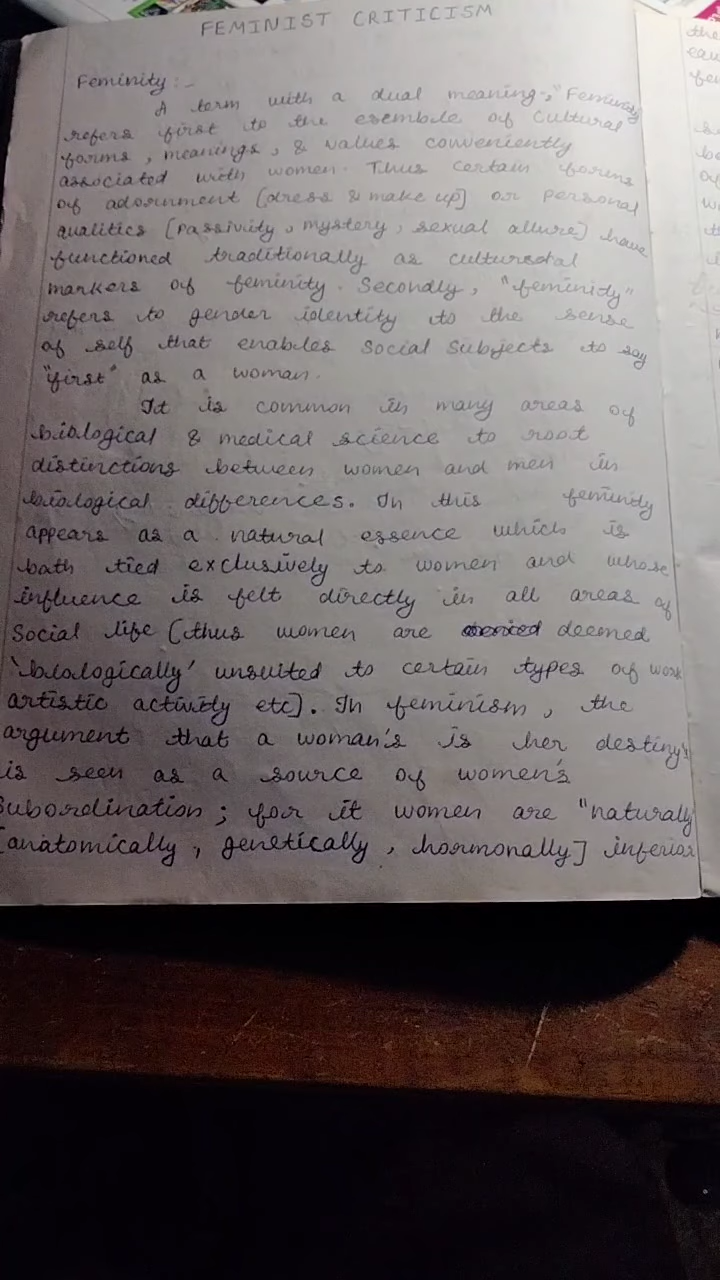 FEMINIST CRITICISM
Feminity :-
A term with a dual meaning, "Feminity
refers first to the esemble of Cultural
forms, meanings, & values conveniently
associated with women. Thus certain forms
of adornment [dress & make up] or personal
qualities [passivity, mystery, sexual allure] have
functioned traditionally as culturedal
markers of feminity. Secondly, "feminidy"
refers to gender identity to the sense
of self that enables Social Subjects to say
"first" as a woman.
It is common in many areas of
biological & medical science to root
distinctions between women and men in
biological differences. In this feminidy
appears as a natural essence which is
bath tied exclusively to women and whose
influence is felt directly in all areas of
Social life [thus women are deemed
'biologically' unsuited to certain types of work
artistic activity etc]. In feminism, the
argument that a woman's is her destiny"
is seen as a source of women's
Subordination; for it women are "naturally
[anatomically, genetically, hormonally] inferior
the
fe